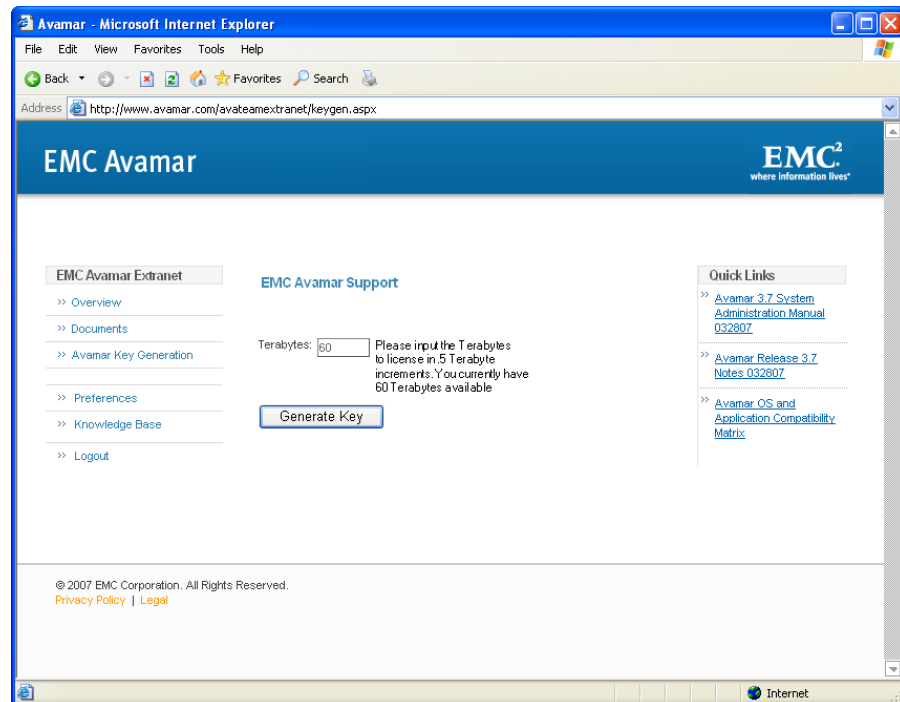 Avamar - Microsoft Internet Explorer
File Edit View Favorites Tools Help
Back Favorites Search
Address http://www.avamar.com/avateamextranet/keygen.aspx
EMC Avamar
EMC²
where information lives®
EMC Avamar Extranet
>> Overview
>> Documents
>> Avamar Key Generation
>> Preferences
>> Knowledge Base
>> Logout
EMC Avamar Support
Terabytes: 60
Please input the Terabytes
to license in .5 Terabyte
increments. You currently have
60 Terabytes available
Generate Key
Quick Links
>> Avamar 3.7 System
Administration Manual
032807
>> Avamar Release 3.7
Notes 032807
>> Avamar OS and
Application Compatibility
Matrix
© 2007 EMC Corporation. All Rights Reserved.
Privacy Policy | Legal
Internet